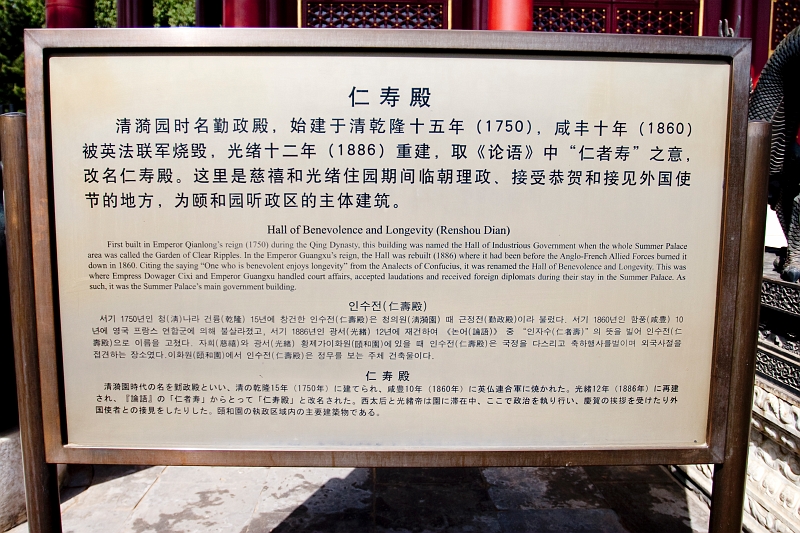 仁寿殿
清漪园时名勤政殿，始建于清乾隆十五年（1750），咸丰十年（1860）
被英法联军烧毁，光绪十二年（1886）重建，取《论语》中“仁者寿”之意，
改名仁寿殿。这里是慈禧和光绪住园期间临朝理政、接受恭贺和接见外国使
节的地方，为颐和园听政区的主体建筑。
Hall of Benevolence and Longevity (Renshou Dian)
First built in Emperor Qianlong's reign (1750) during the Qing Dynasty, this building was named the Hall of Industrious Government when the whole Summer Palace
area was called the Garden of Clear Ripples. In the Emperor Guangxu's reign, the Hall was rebuilt (1886) where it had been before the Anglo-French Allied Forces burned it
down in 1860. Citing the saying “One who is benevolent enjoys longevity” from the Analects of Confucius, it was renamed the Hall of Benevolence and Longevity. This was
where Empress Dowager Cixi and Emperor Guangxu handled court affairs, accepted laudations and received foreign diplomats during their stay in the Summer Palace. As
such, it was the Summer Palace's main government building.
인수전(仁壽殿)
서기 1750년인 청(清)나라 건륭(乾隆) 15년에 창건한 인수전(仁壽殿)은 청의원(清漪園) 때 근정전(勤政殿)이라 불렀다. 서기 1860년인 함풍(咸豊) 10
년에 영국 프랑스 연합군에 의해 불살라졌고, 서기 1886년인 광서(光緖) 12년에 재건하여 《논어(論語)》 중 “인자수(仁者壽)”의 뜻을 빌어 인수전(仁
壽殿)으로 이름을 고쳤다. 자희(慈禧)와 광서(光緖) 황제가이화원(頤和園)에있을 때 인수전(仁壽殿)은 국정을 다스리고 축하행사를벌이며 외국사절을
접견하는 장소였다.이화원(頤和園)에서 인수전(仁壽殿)은 정무를 보는 주체 건축물이다.
仁寿殿
清漪園時代の名を勤政殿といい、清の乾隆15年（1750年）に建てられ、咸豊10年（1860年）に英仏連合軍に焼かれた。光緒12年（1886年）に再建
され、『論語』の「仁者寿」からとって「仁寿殿」と改名された。西太后と光緒帝は園に滞在中、ここで政治を執り行い、慶賀の挨拶を受けたり外
国使者との接見をしたりした。頤和園の執政区域内の主要建築物である。